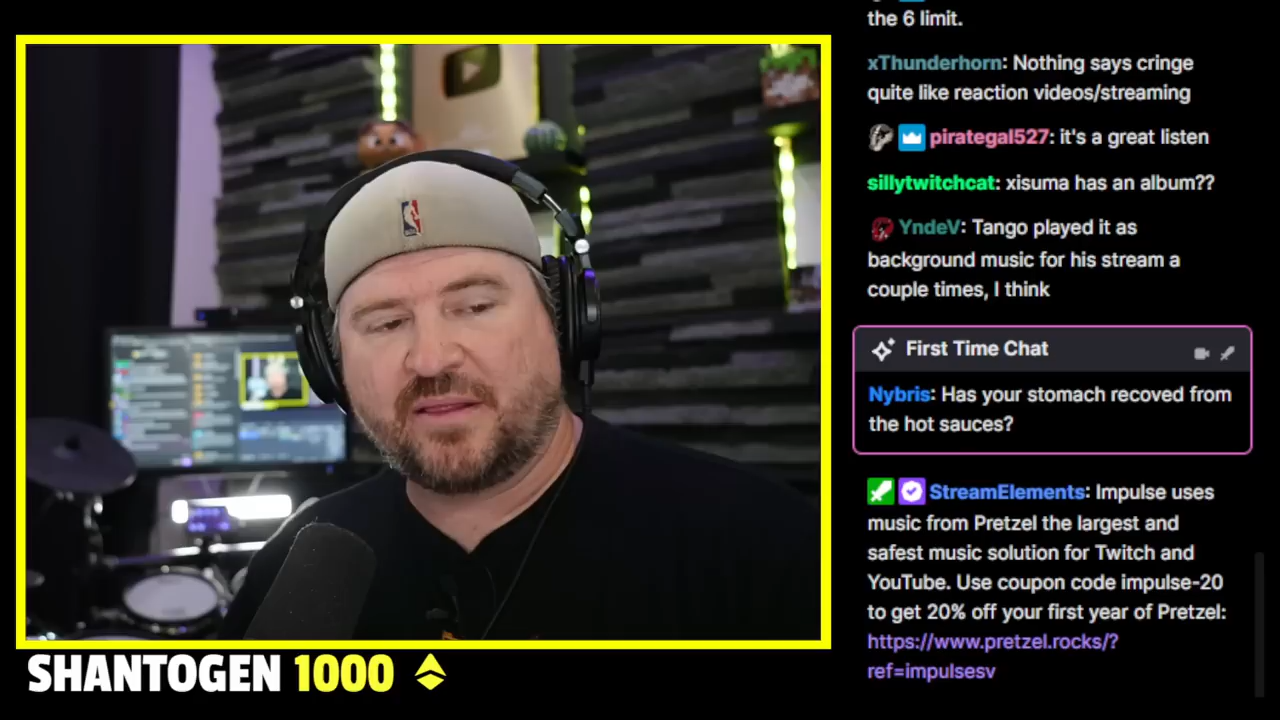 the 6 limit.
xThunderhorn: Nothing says cringe
quite like reaction videos/streaming
pirategal527: it's a great listen
sillytwitchcat: xisuma has an album??
YndeV: Tango played it as
background music for his stream a
couple times, I think
First Time Chat
Nybris: Has your stomach recoved from
the hot sauces?
StreamElements: Impulse uses
music from Pretzel the largest and
safest music solution for Twitch and
YouTube. Use coupon code impulse-20
to get 20% off your first year of Pretzel:
https://www.pretzel.rocks/?
ref=impulsesv
SHANTOGEN 1000